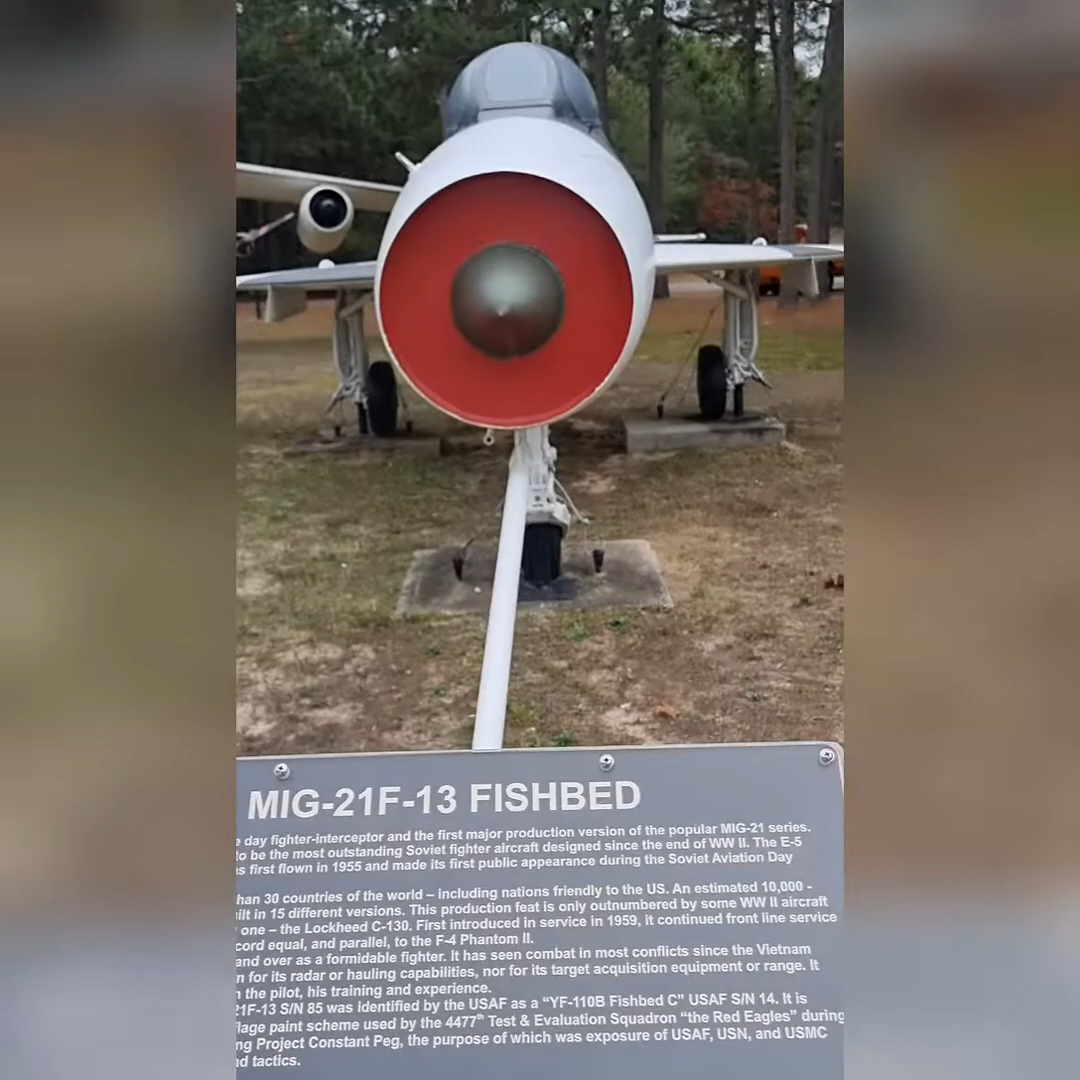 MIG-21F-13 FISHBED
day fighter-interceptor and the first major production version of the popular MIG-21 series.
be the most outstanding Soviet fighter aircraft designed since the end of WW II. The E-5
first flown in 1955 and made its first public appearance during the Soviet Aviation Day
30 countries of the world – including nations friendly to the US. An estimated 10,000 -
in 15 different versions. This production feat is only outnumbered by some WW II aircraft
one – the Lockheed C-130. First introduced in service in 1959, it continued front line service
equal, and parallel, to the F-4 Phantom II.
and over as a formidable fighter. It has seen combat in most conflicts since the Vietnam
for its radar or hauling capabilities, nor for its target acquisition equipment or range. It
the pilot, his training and experience.
21F-13 S/N 85 was identified by the USAF as a “YF-110B Fishbed C” USAF S/N 14. It is
paint scheme used by the 4477th Test & Evaluation Squadron “the Red Eagles” during
Project Constant Peg, the purpose of which was exposure of USAF, USN, and USMC
tactics.